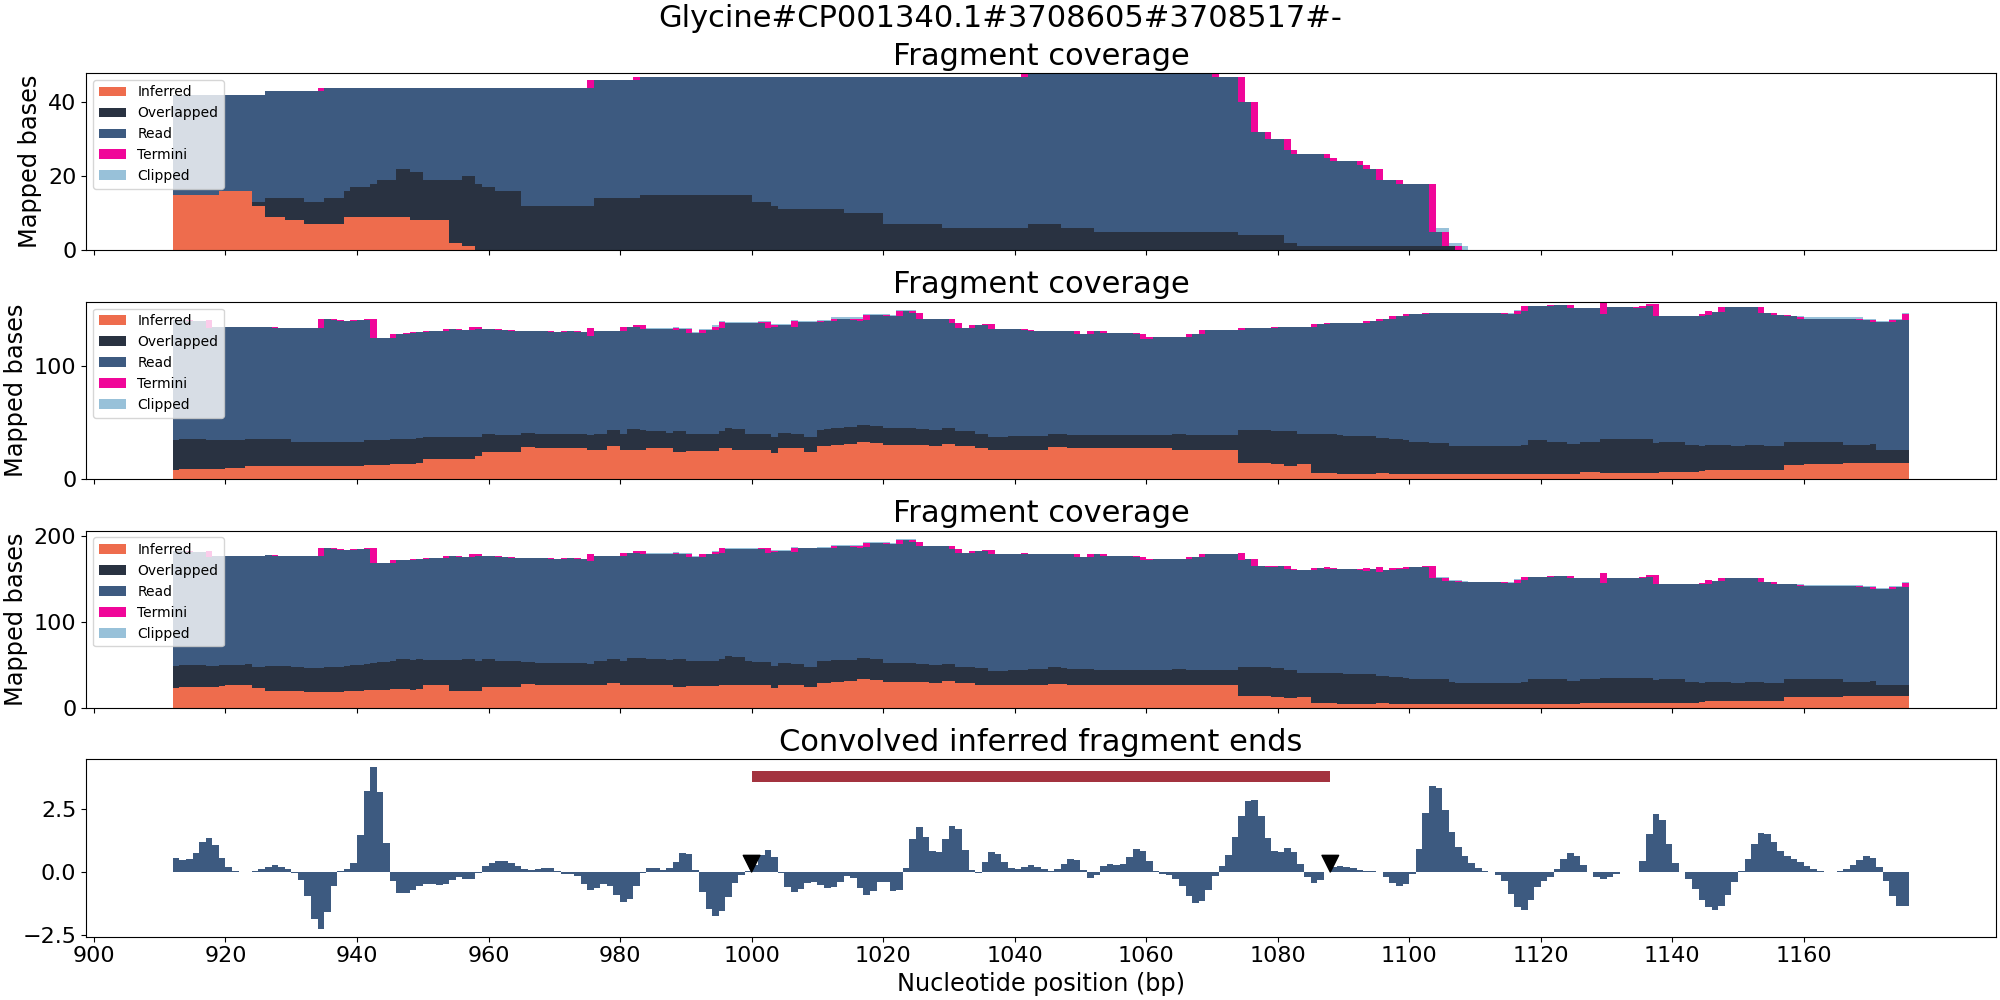 Glycine#CP001340.1#3708605#3708517#-
Fragment coverage
Mapped bases
40
20
0
Inferred
Overlapped
Read
Termini
Clipped
Fragment coverage
Mapped bases
100
0
Inferred
Overlapped
Read
Termini
Clipped
Fragment coverage
Mapped bases
200
100
0
Inferred
Overlapped
Read
Termini
Clipped
Convolved inferred fragment ends
2.5
0.0
−2.5
900 920 940 960 980 1000 1020 1040 1060 1080 1100 1120 1140 1160
Nucleotide position (bp)